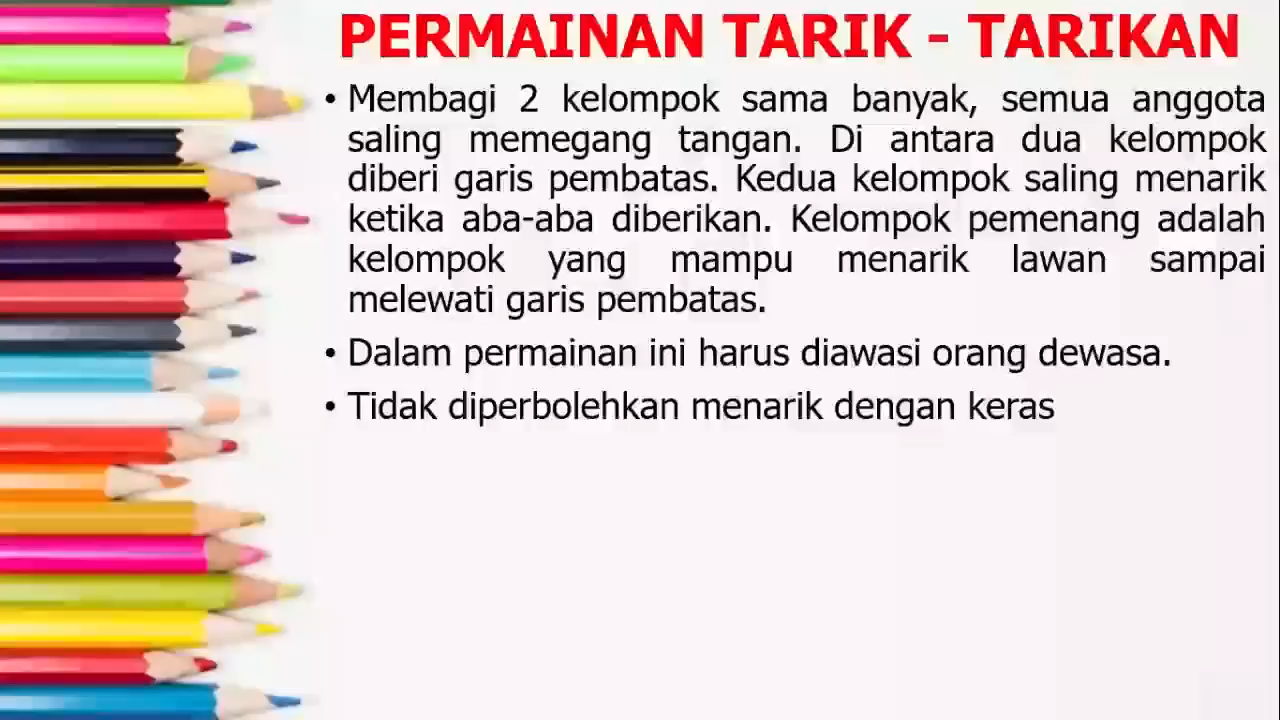 PERMAINAN TARIK - TARIKAN
• Membagi 2 kelompok sama banyak, semua anggota
saling memegang tangan. Di antara dua kelompok
diberi garis pembatas. Kedua kelompok saling menarik
ketika aba-aba diberikan. Kelompok pemenang adalah
kelompok yang mampu menarik lawan sampai
melewati garis pembatas.
• Dalam permainan ini harus diawasi orang dewasa.
• Tidak diperbolehkan menarik dengan keras